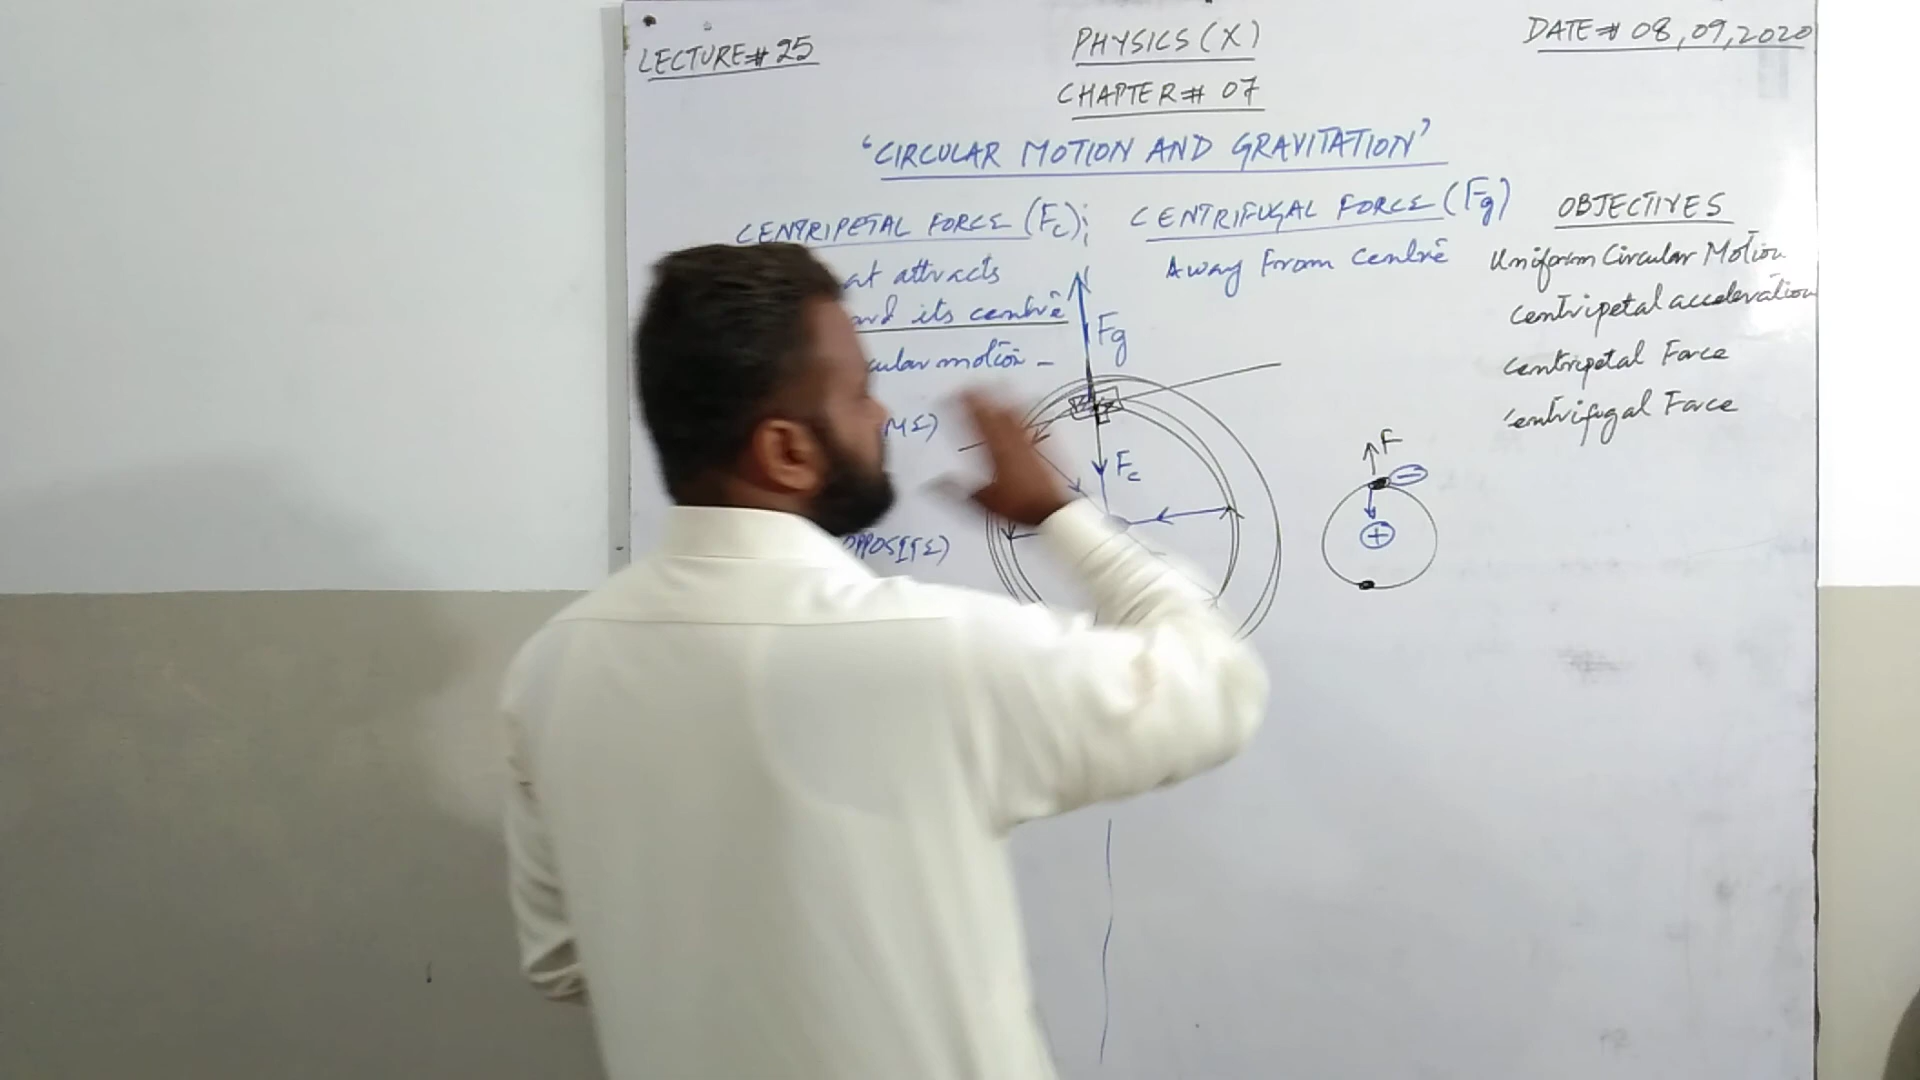 LECTURE# 25
PHYSICS (X)
DATE# 08,09,2020
CHAPTER# 07
‘CIRCULAR MOTION AND GRAVITATION’
CENTRIPETAL FORCE (Fc);
at attracts
its centre
cular motion -
OPPOSITE)
CENTRIFUGAL FORCE (Fg)
Away From Centre
Fg
Fc
OBJECTIVES
Uniform Circular Motion
Centripetal acceleration
Centripetal Force
Centrifugal Force
F
-
+